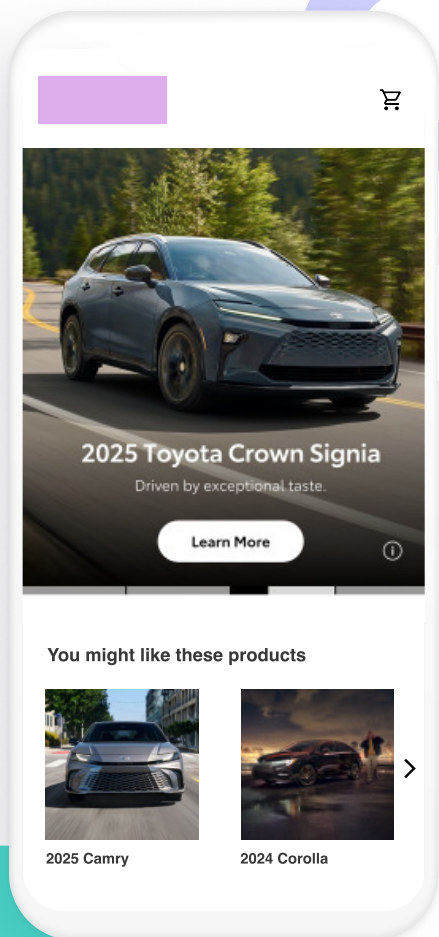 2025 Toyota Crown Signia
Driven by exceptional taste.
Learn More
You might like these products
2025 Camry
2024 Corolla